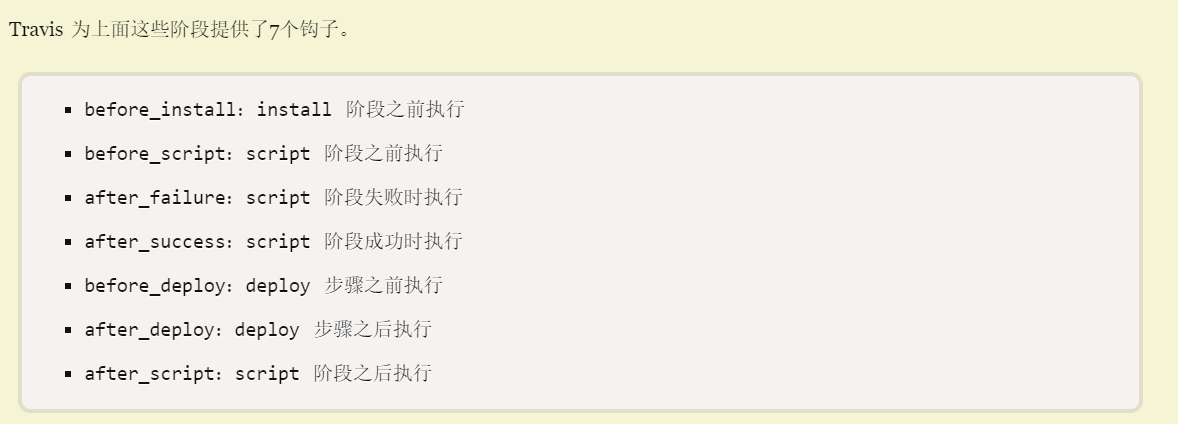 Travis 为上面这些阶段提供了7个钩子。
before_install：install 阶段之前执行
before_script：script 阶段之前执行
after_failure：script 阶段失败时执行
after_success：script 阶段成功时执行
before_deploy：deploy 步骤之前执行
after_deploy：deploy 步骤之后执行
after_script：script 阶段之后执行